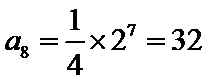 a₈ = 1/4 × 2⁷ = 32